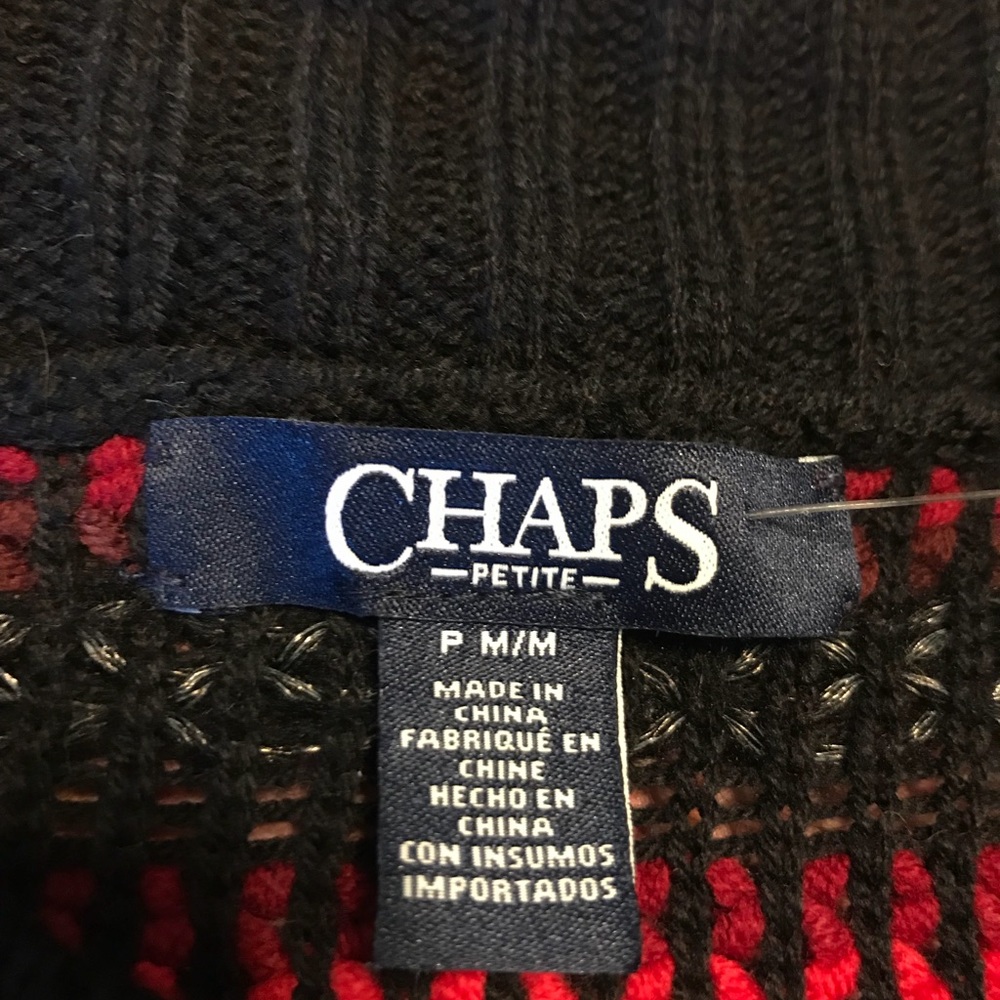 CHAPS
PETITE
P M/M
MADE IN
CHINA
FABRIQUÉ EN
CHINE
HECHO EN
CHINA
CON INSUMOS
IMPORTADOS